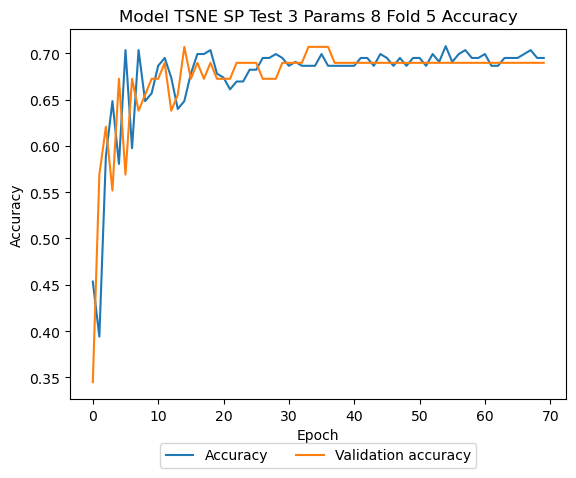 Model TSNE SP Test 3 Params 8 Fold 5 Accuracy
0.70
0.65
0.60
0.55
0.50
0.45
0.40
0.35
Accuracy
0 10 20 30 40 50 60 70
Epoch
Accuracy Validation accuracy